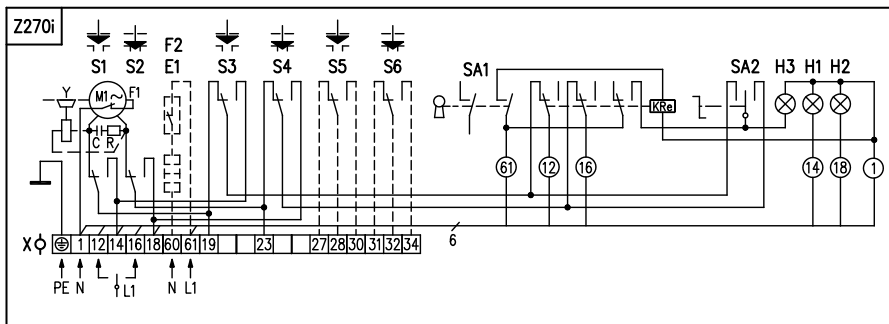 Z270i
F2
S1 S2 E1 S3 S4 S5 S6 SA1 SA2 H3 H1 H2
Y M1~ F1
KRe
C R
61 12 16 14 18 1
6
X 1 12 14 16 18 60 61 19 23 27 28 30 31 32 34
PE N L1 N L1